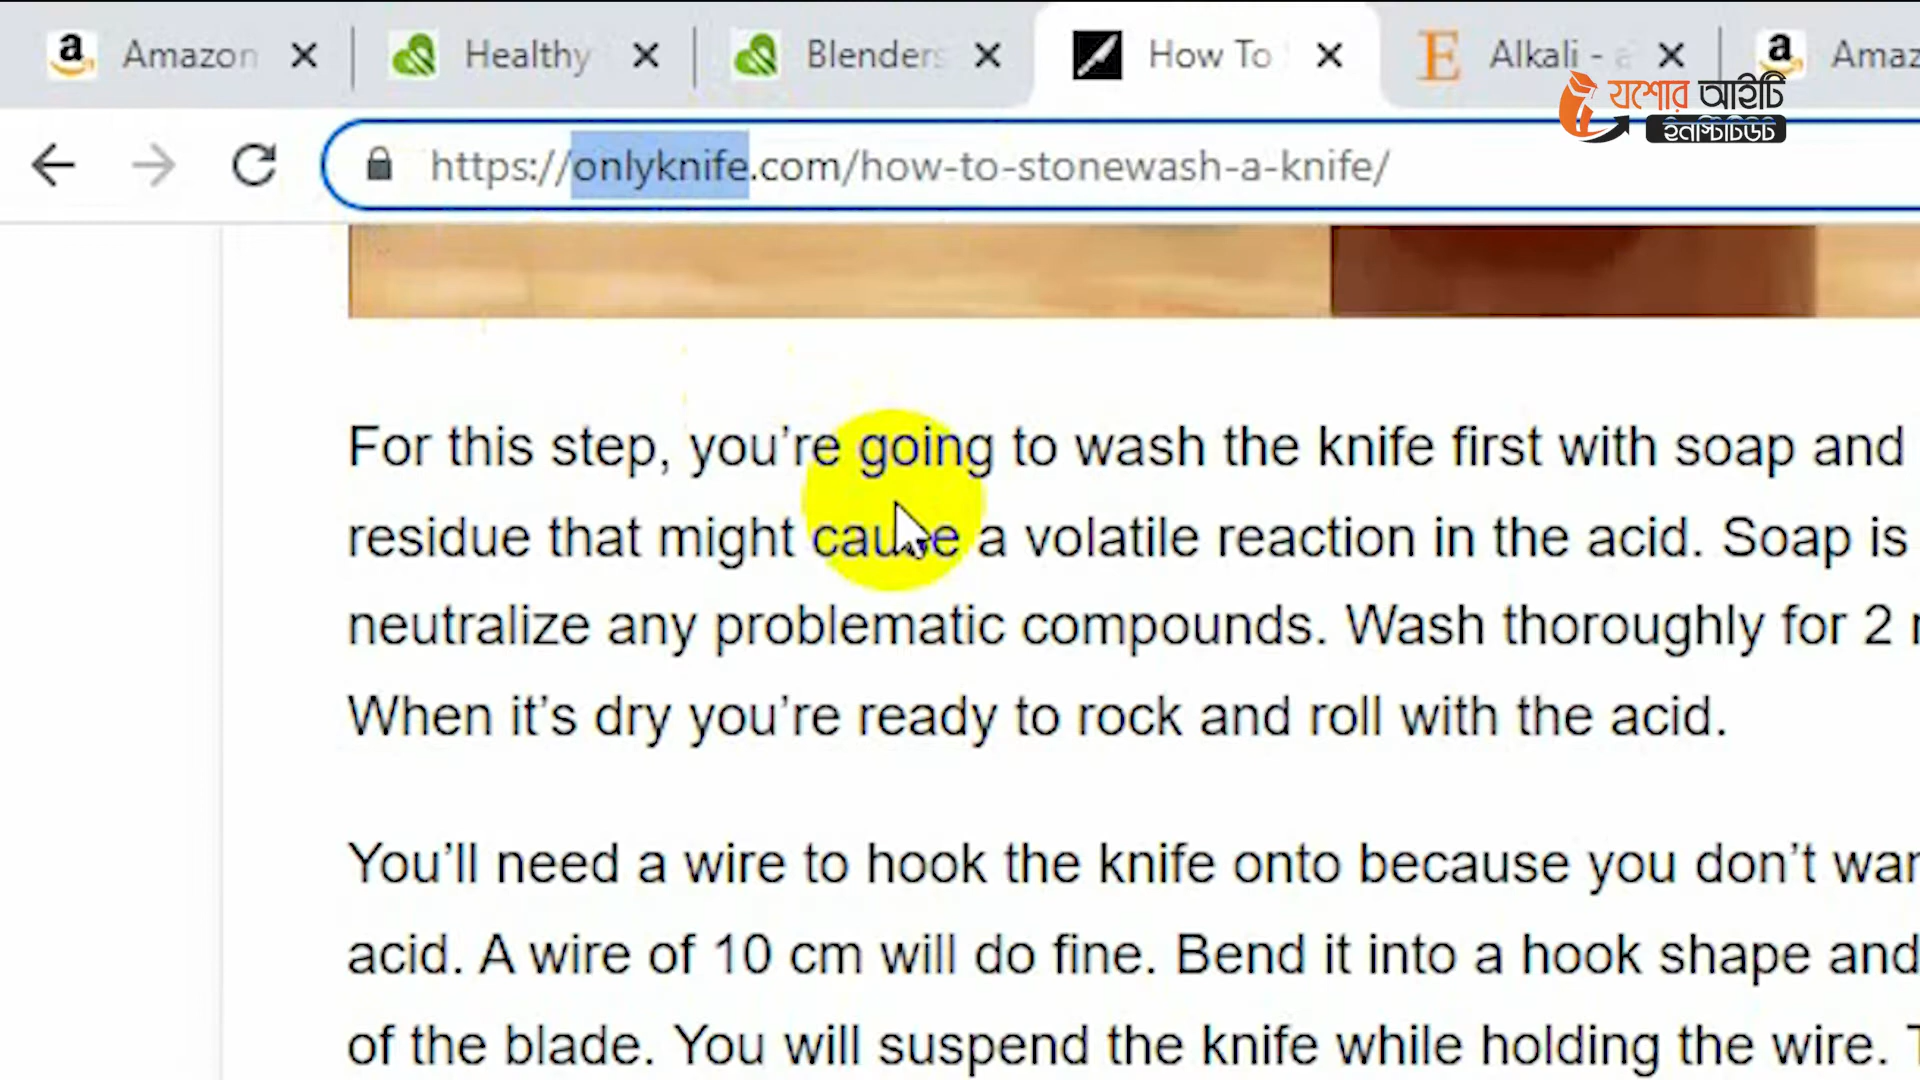 Amazon
Healthy
Blenders
How To
Alkali - a
Amaz
যশোর আইটি
ইনস্টিটিউট
https://onlyknife.com/how-to-stonewash-a-knife/
For this step, you’re going to wash the knife first with soap and
residue that might cause a volatile reaction in the acid. Soap is
neutralize any problematic compounds. Wash thoroughly for 2
When it’s dry you’re ready to rock and roll with the acid.
You’ll need a wire to hook the knife onto because you don’t
acid. A wire of 10 cm will do fine. Bend it into a hook shape and
of the blade. You will suspend the knife while holding the wire.